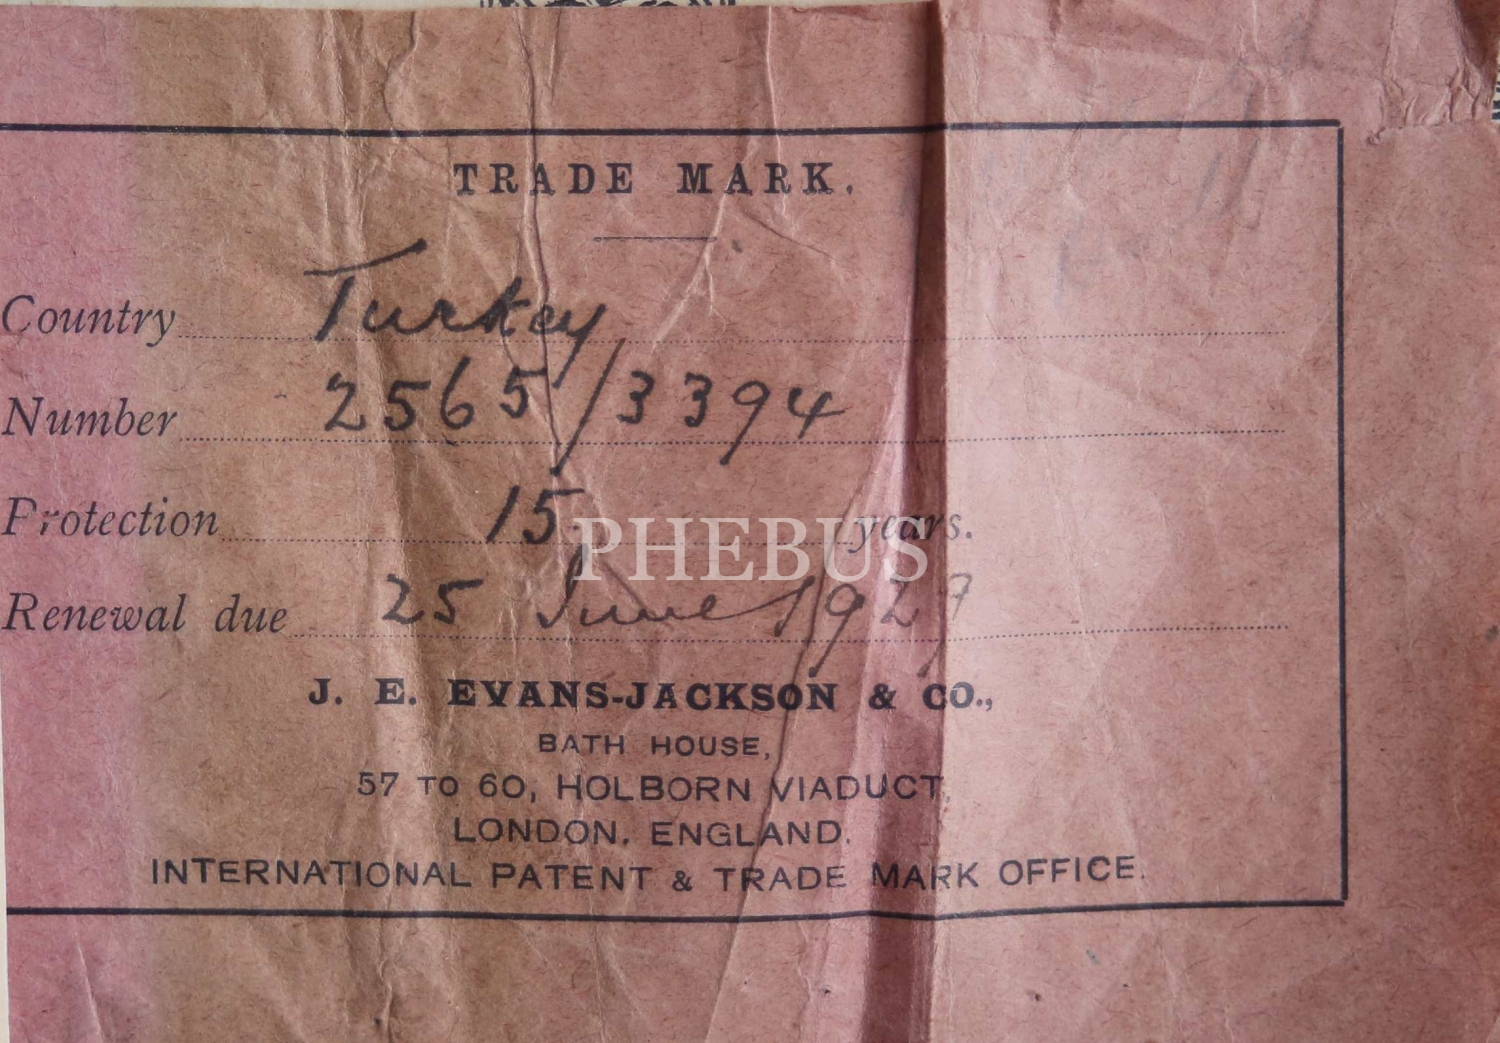 TRADE MARK.
Country Turkey
Number 2565/3394
Protection 15 years.
PHEBUS
Renewal due 25 June 1927
J. E. EVANS-JACKSON & CO.,
BATH HOUSE,
57 TO 60, HOLBORN VIADUCT,
LONDON, ENGLAND.
INTERNATIONAL PATENT & TRADE MARK OFFICE.